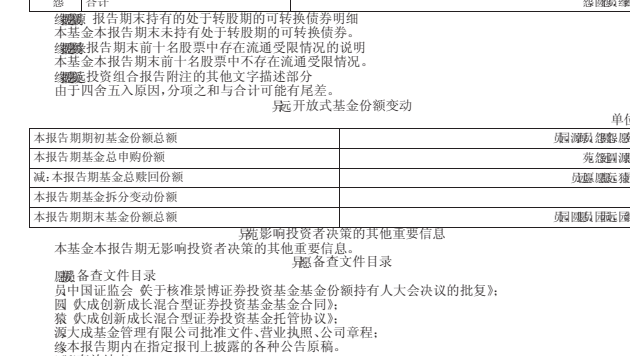 合计
报告期末持有的处于转股期的可转换债券明细
本基金本报告期末未持有处于转股期的可转换债券。
报告期末前十名股票中存在流通受限情况的说明
本基金本报告期末前十名股票中不存在流通受限情况。
投资组合报告附注的其他文字描述部分
由于四舍五入原因,分项之和与合计可能有尾差。
开放式基金份额变动
单位
本报告期期初基金份额总额
本报告期基金总申购份额
减:本报告期基金总赎回份额
本报告期基金拆分变动份额
本报告期期末基金份额总额
影响投资者决策的其他重要信息
本基金本报告期无影响投资者决策的其他重要信息。
备查文件目录
备查文件目录
中国证监会《关于核准景博证券投资基金基金份额持有人大会决议的批复》;
《大成创新成长混合型证券投资基金基金合同》;
《大成创新成长混合型证券投资基金托管协议》;
大成基金管理有限公司批准文件、营业执照、公司章程;
本报告期内在指定报刊上披露的各种公告原稿。